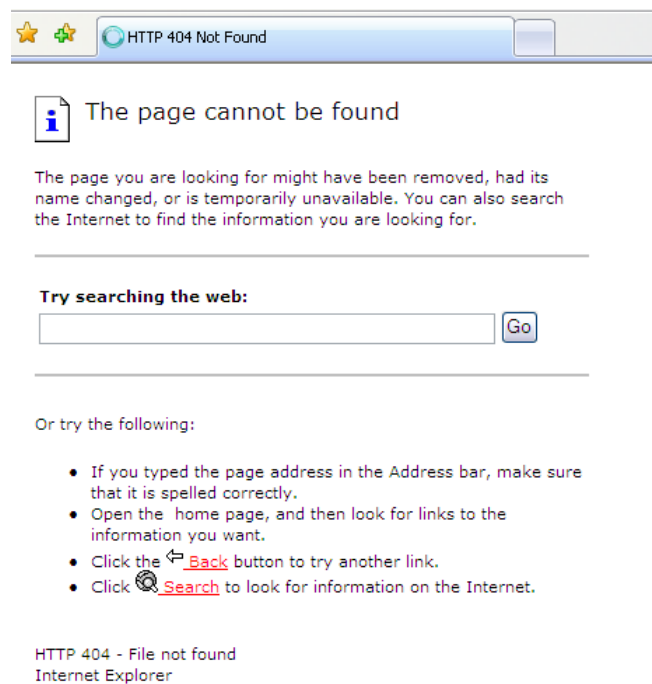 HTTP 404 Not Found
The page cannot be found
The page you are looking for might have been removed, had its
name changed, or is temporarily unavailable. You can also search
the Internet to find the information you are looking for.
Try searching the web:
Go
Or try the following:
If you typed the page address in the Address bar, make sure
that it is spelled correctly.
Open the  home page, and then look for links to the
information you want.
Click the Back button to try another link.
Click Search to look for information on the Internet.
HTTP 404 - File not found
Internet Explorer